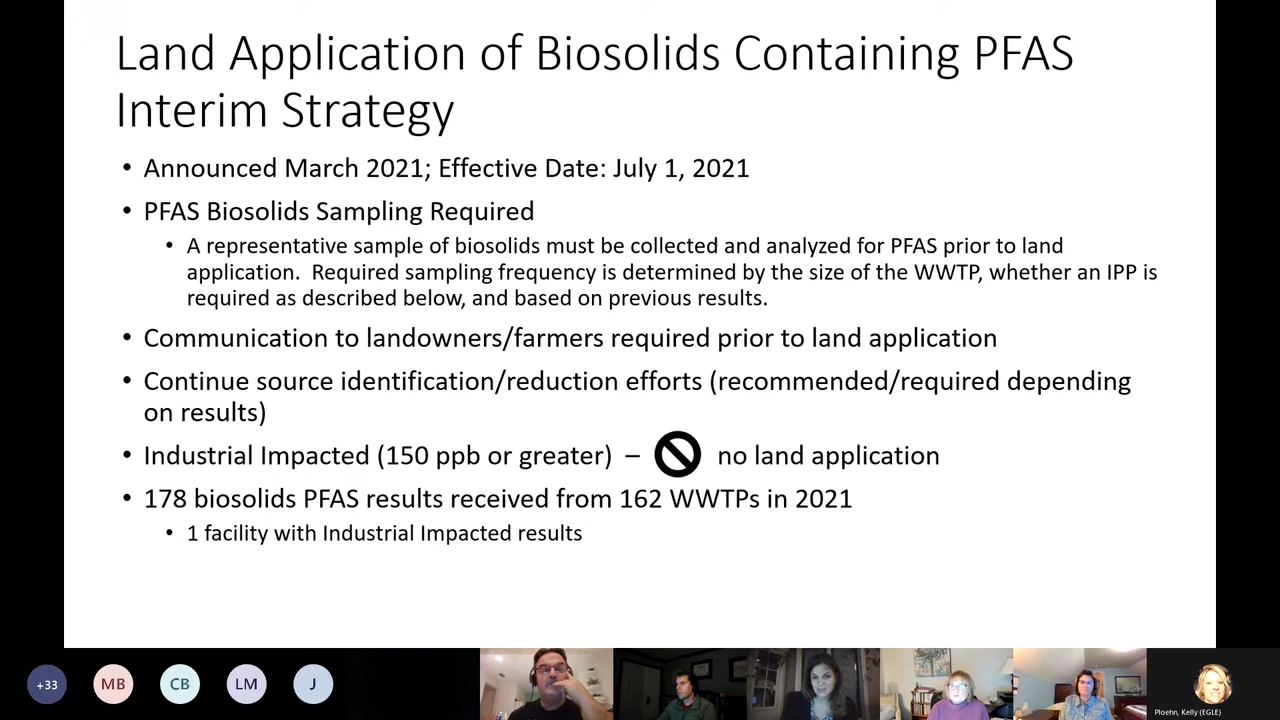 Land Application of Biosolids Containing PFAS
Interim Strategy
• Announced March 2021; Effective Date: July 1, 2021
• PFAS Biosolids Sampling Required
• A representative sample of biosolids must be collected and analyzed for PFAS prior to land
application. Required sampling frequency is determined by the size of the WWTP, whether an IPP is
required as described below, and based on previous results.
• Communication to landowners/farmers required prior to land application
• Continue source identification/reduction efforts (recommended/required depending
on results)
• Industrial Impacted (150 ppb or greater) – no land application
• 178 biosolids PFAS results received from 162 WWTPs in 2021
• 1 facility with Industrial Impacted results
+33 MB CB LM J
Ploehn, Kelly (EGLE)